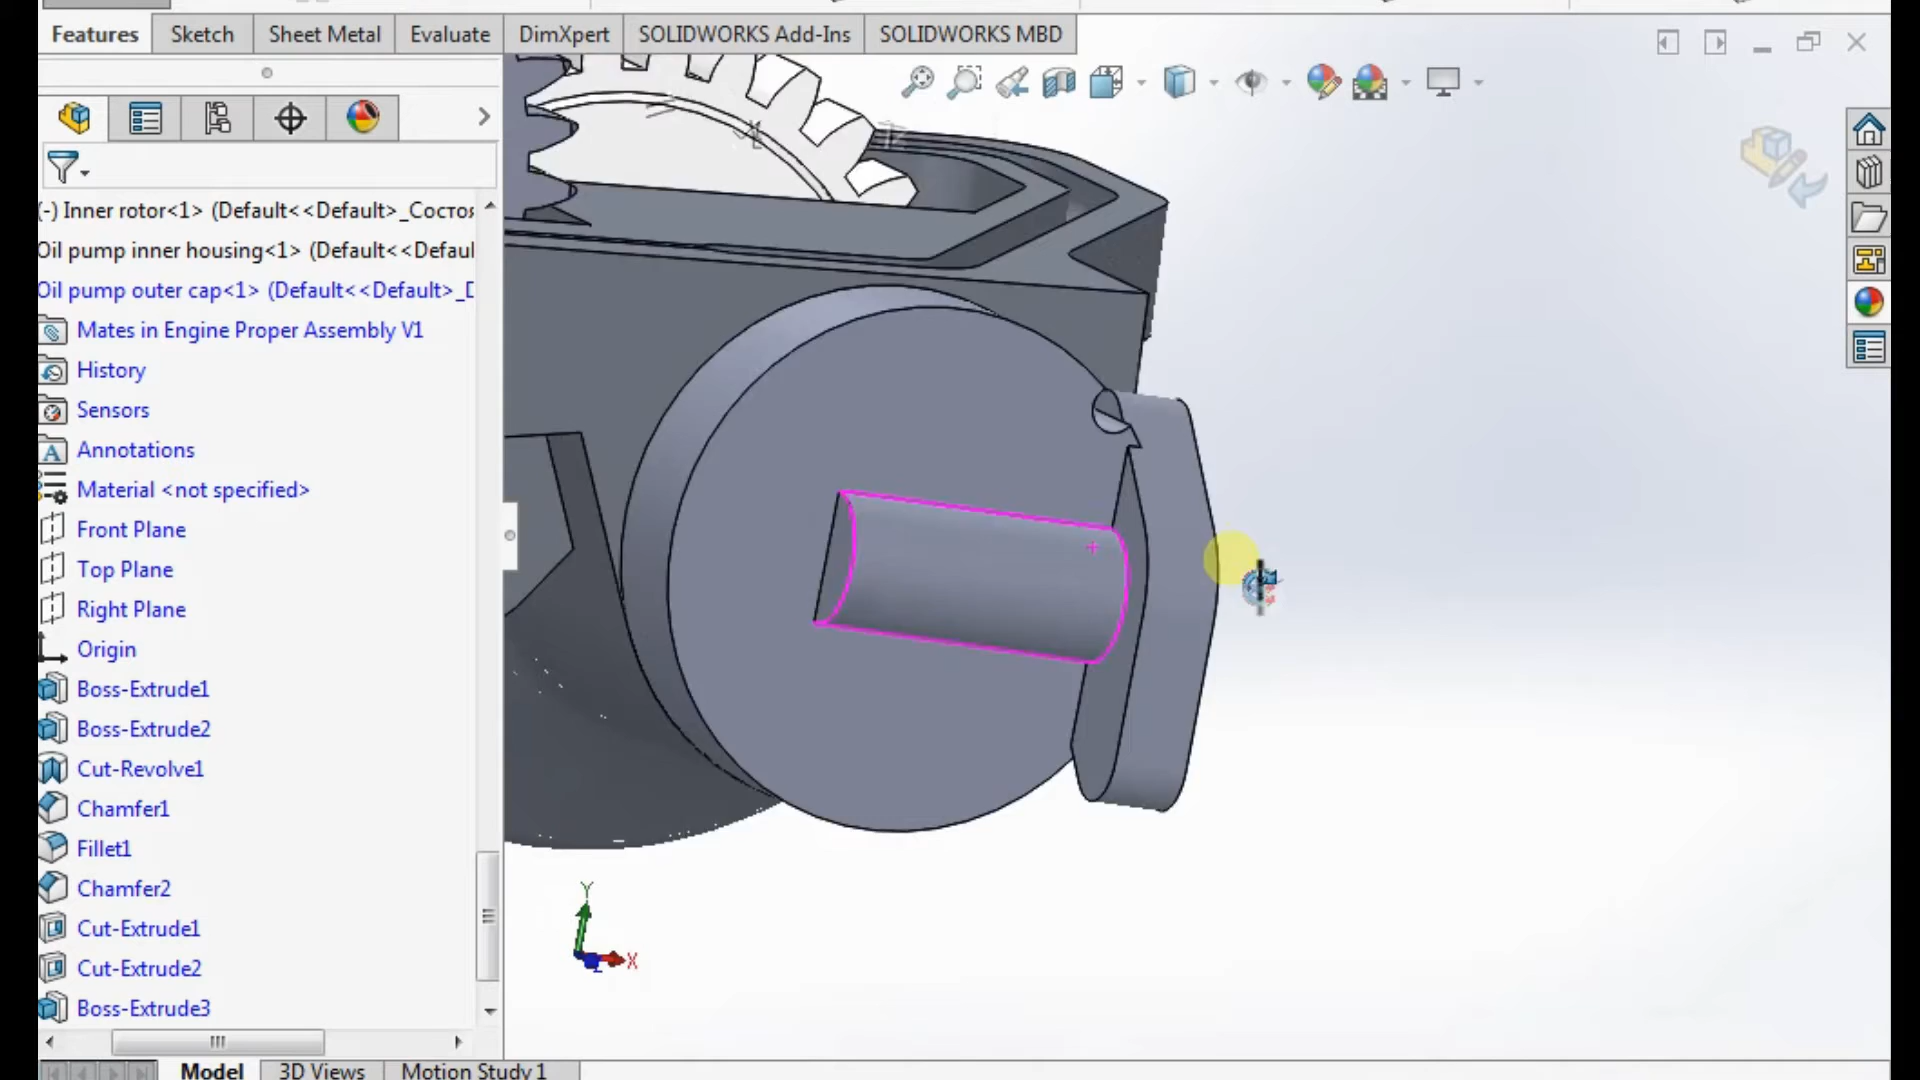 Features Sketch Sheet Metal Evaluate DimXpert SOLIDWORKS Add-Ins SOLIDWORKS MBD
(-) Inner rotor<1> (Default<<Default>_Состоя
Oil pump inner housing<1> (Default<<Defaul
Oil pump outer cap<1> (Default<<Default>_D
Mates in Engine Proper Assembly V1
History
Sensors
Annotations
Material <not specified>
Front Plane
Top Plane
Right Plane
Origin
Boss-Extrude1
Boss-Extrude2
Cut-Revolve1
Chamfer1
Fillet1
Chamfer2
Cut-Extrude1
Cut-Extrude2
Boss-Extrude3
Y
X
Z
Model 3D Views Motion Study 1